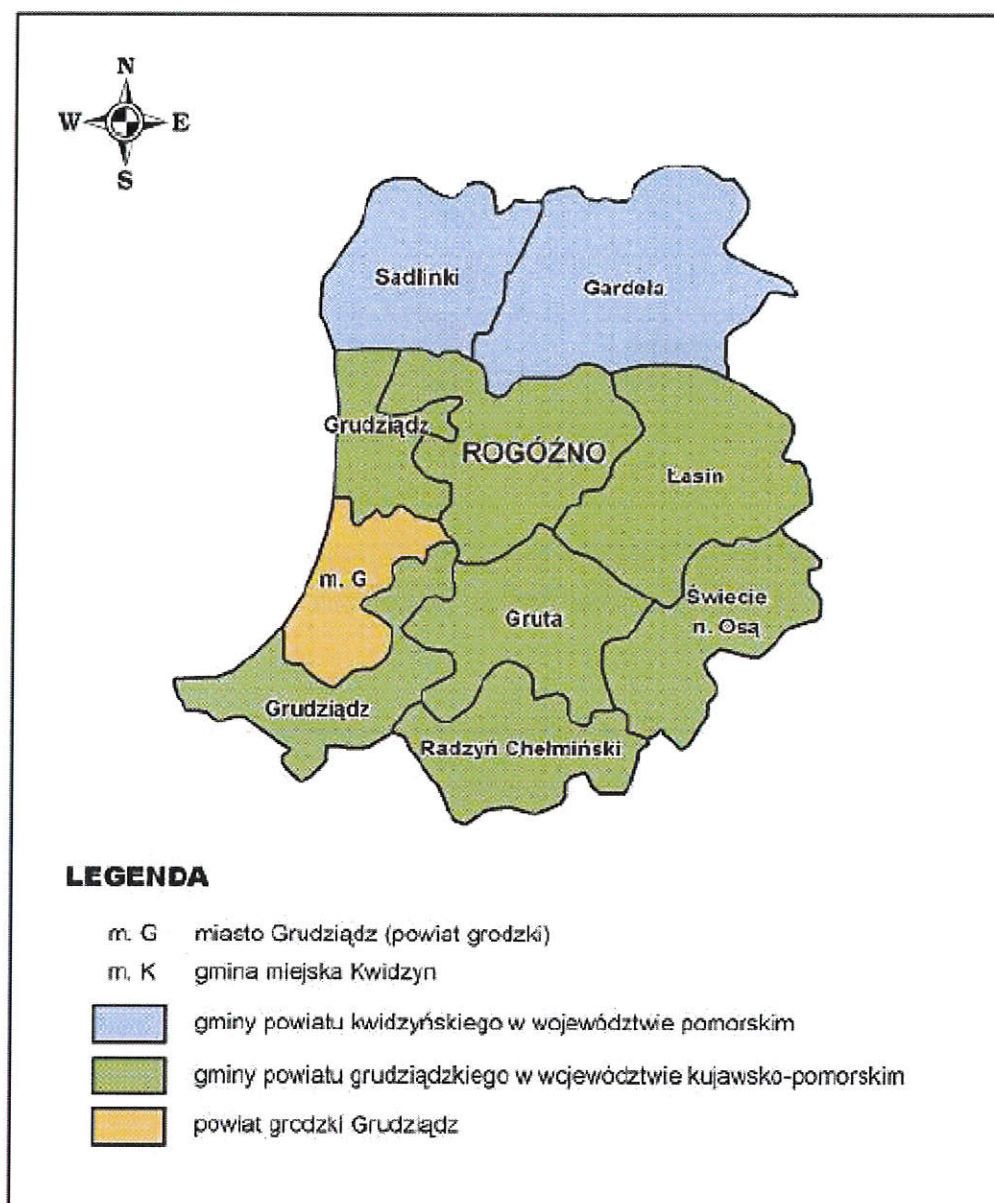 N
W E
S
Sadlinki
Gardeła
Grudziądz
ROGÓŹNO
Łasin
m. G
Świecie
n. Osą
Gruta
Grudziądz
Radzyń Chełmiński
LEGENDA
m. G miasto Grudziądz (powiat grodzki)
m. K gmina miejska Kwidzyn
gminy powiatu kwidzyńskiego w województwie pomorskim
gminy powiatu grudziądzkiego w województwie kujawsko-pomorskim
powiat grodzki Grudziądz